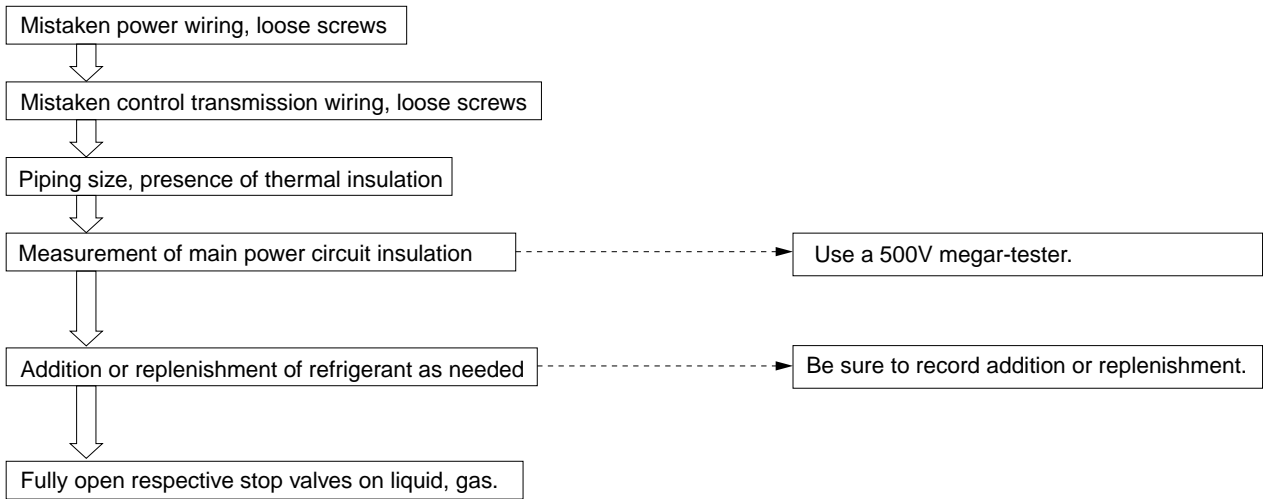 Mistaken power wiring, loose screws
Mistaken control transmission wiring, loose screws
Piping size, presence of thermal insulation
Measurement of main power circuit insulation
Use a 500V megar-tester.
Addition or replenishment of refrigerant as needed
Be sure to record addition or replenishment.
Fully open respective stop valves on liquid, gas.